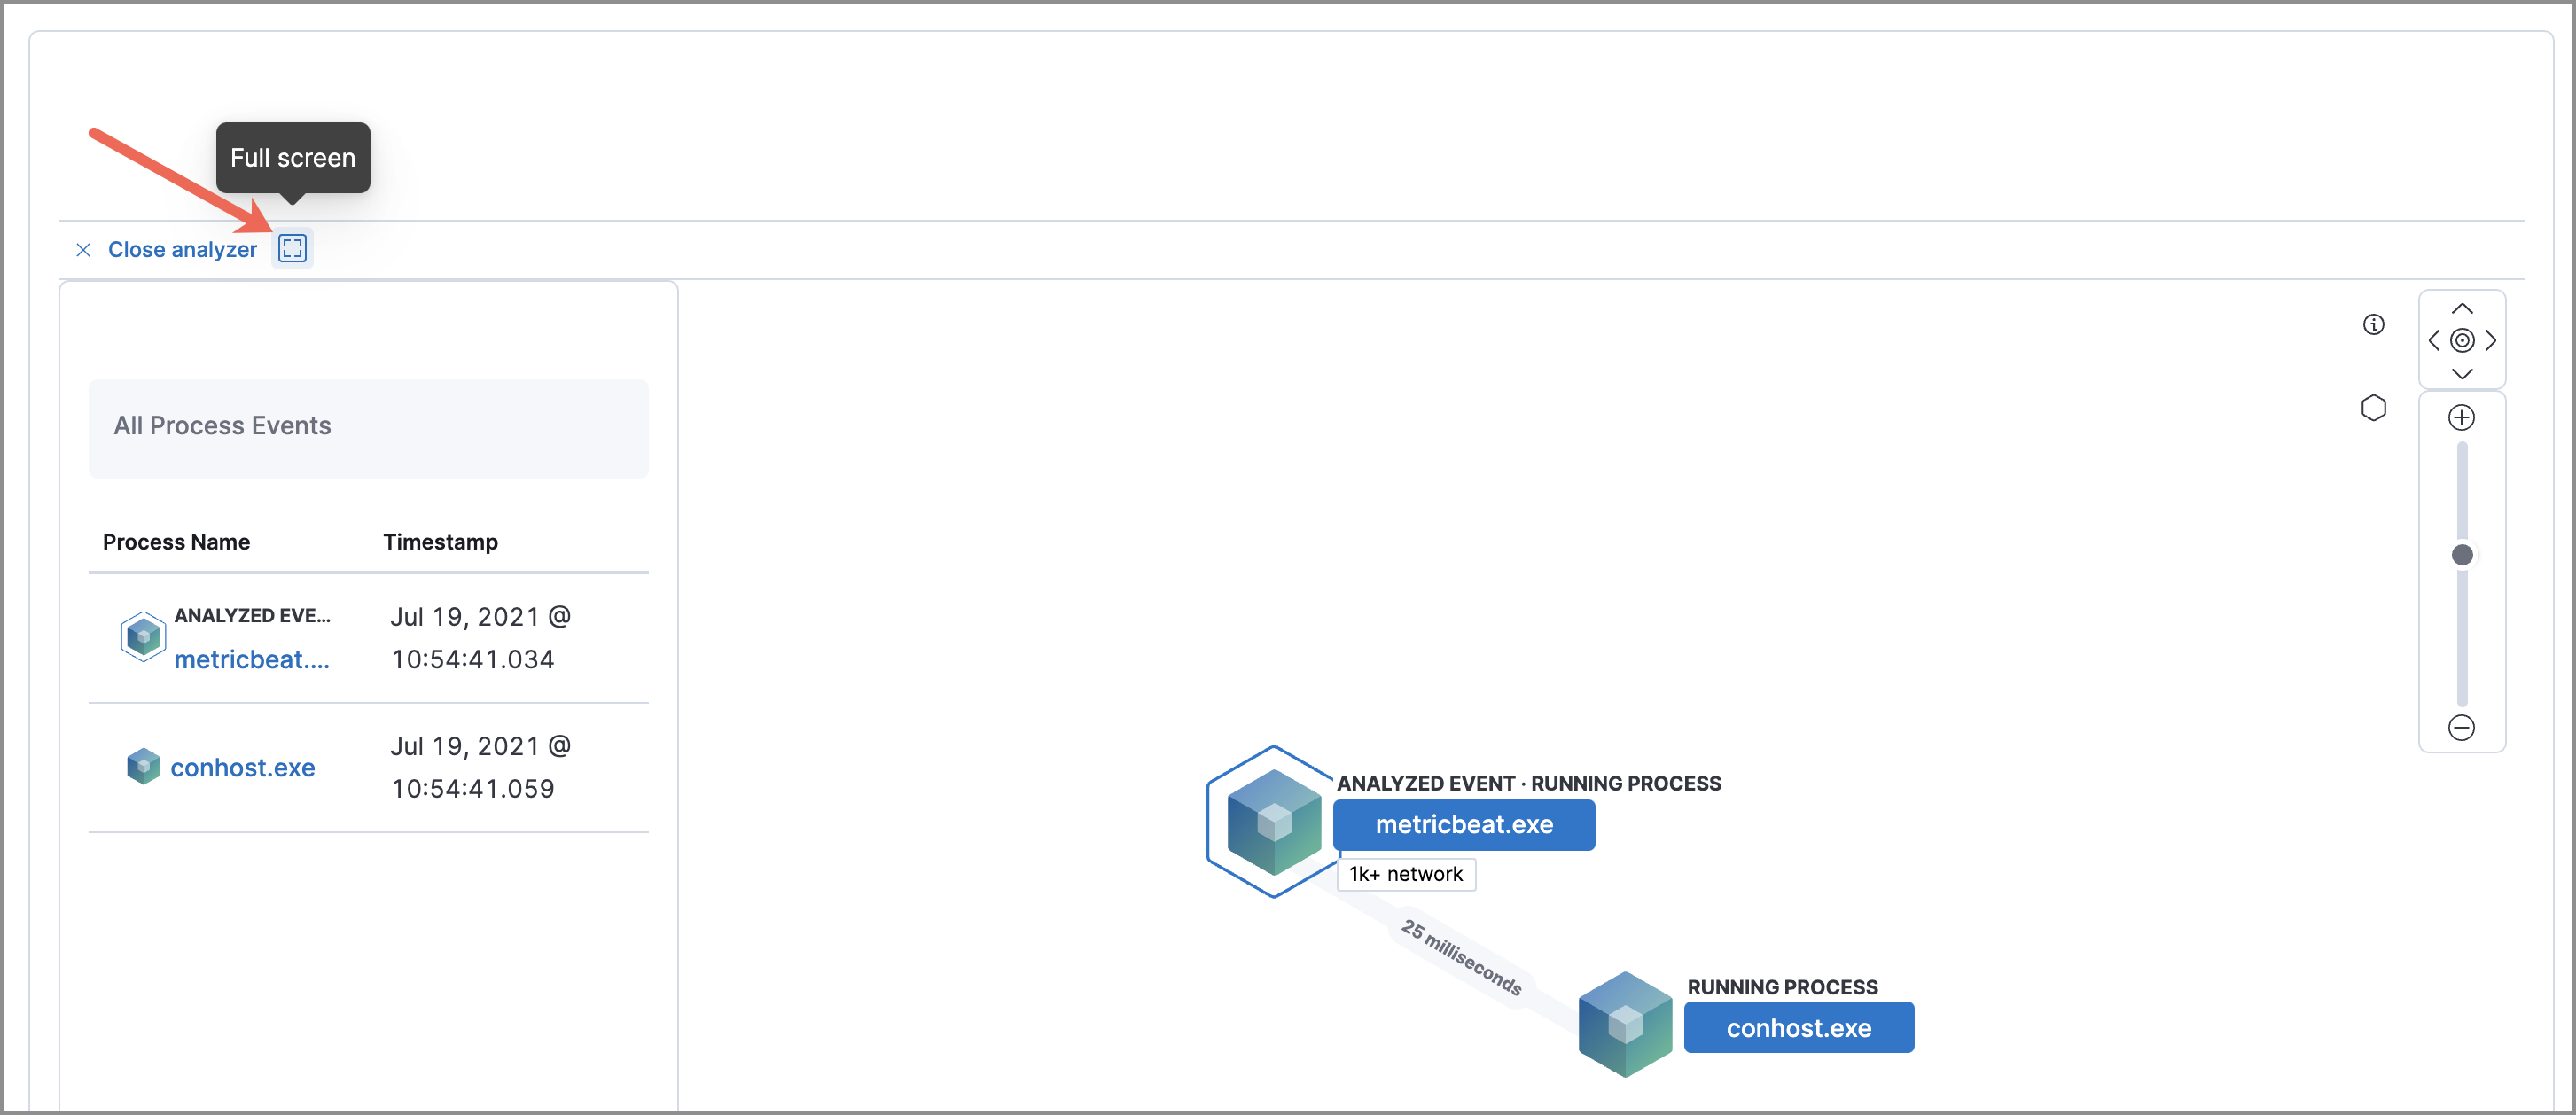 Full screen
Close analyzer
All Process Events
Process Name Timestamp
ANALYZED EVE...
metricbeat....
Jul 19, 2021 @
10:54:41.034
conhost.exe
Jul 19, 2021 @
10:54:41.059
ANALYZED EVENT · RUNNING PROCESS
metricbeat.exe
1k+ network
25 milliseconds
RUNNING PROCESS
conhost.exe